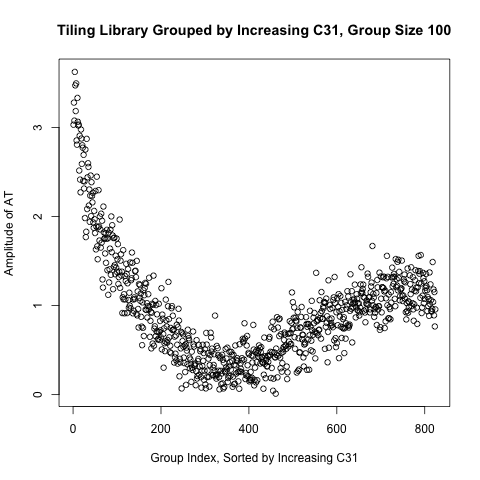 Tiling Library Grouped by Increasing C31, Group Size 100
Amplitude of AT
3
2
1
0
0 200 400 600 800
Group Index, Sorted by Increasing C31